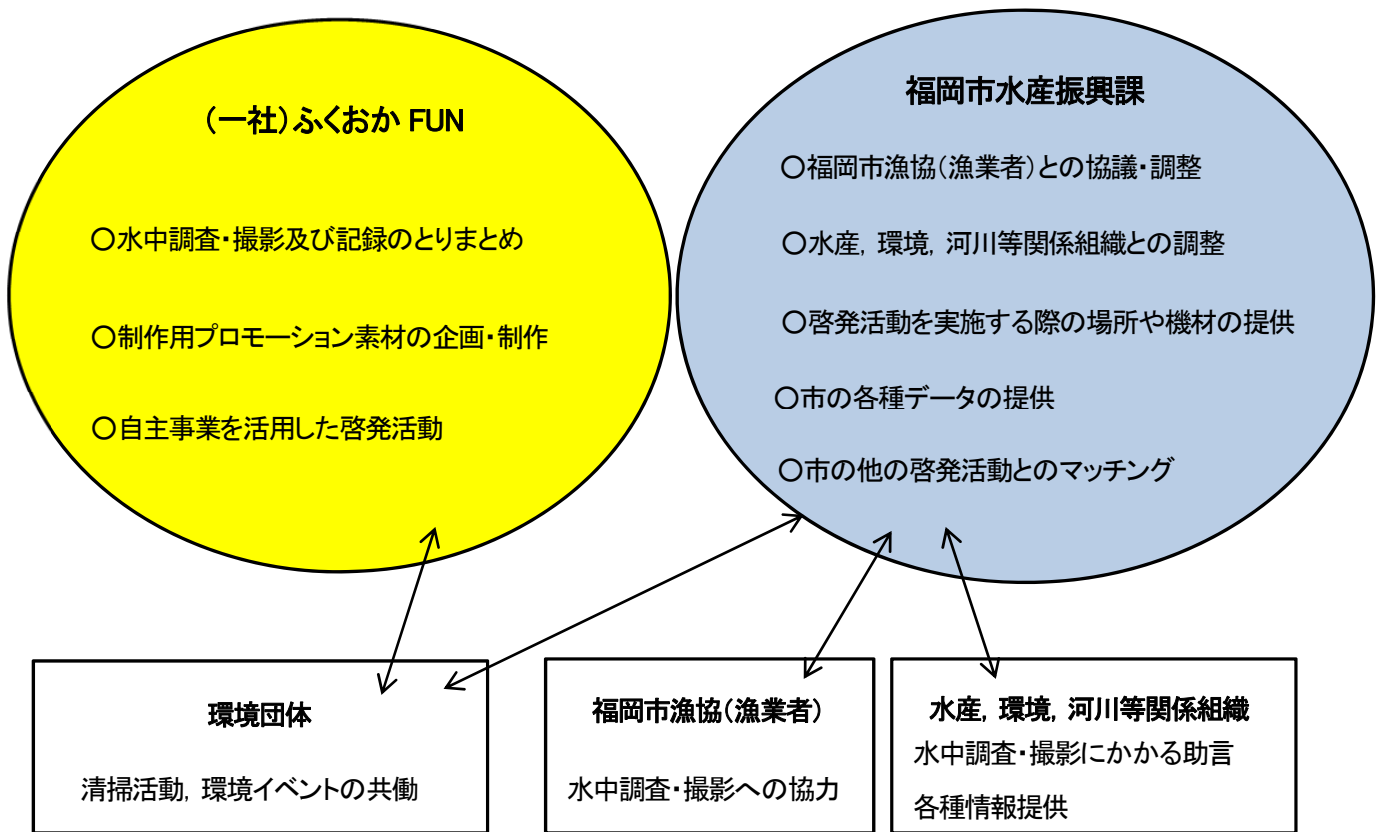 (一社)ふくおか FUN
○水中調査・撮影及び記録のとりまとめ
○制作用プロモーション素材の企画・制作
○自主事業を活用した啓発活動
福岡市水産振興課
○福岡市漁協(漁業者)との協議・調整
○水産, 環境, 河川等関係組織との調整
○啓発活動を実施する際の場所や機材の提供
○市の各種データの提供
○市の他の啓発活動とのマッチング
環境団体
清掃活動, 環境イベントの共働
福岡市漁協(漁業者)
水中調査・撮影への協力
水産, 環境, 河川等関係組織
水中調査・撮影にかかる助言
各種情報提供